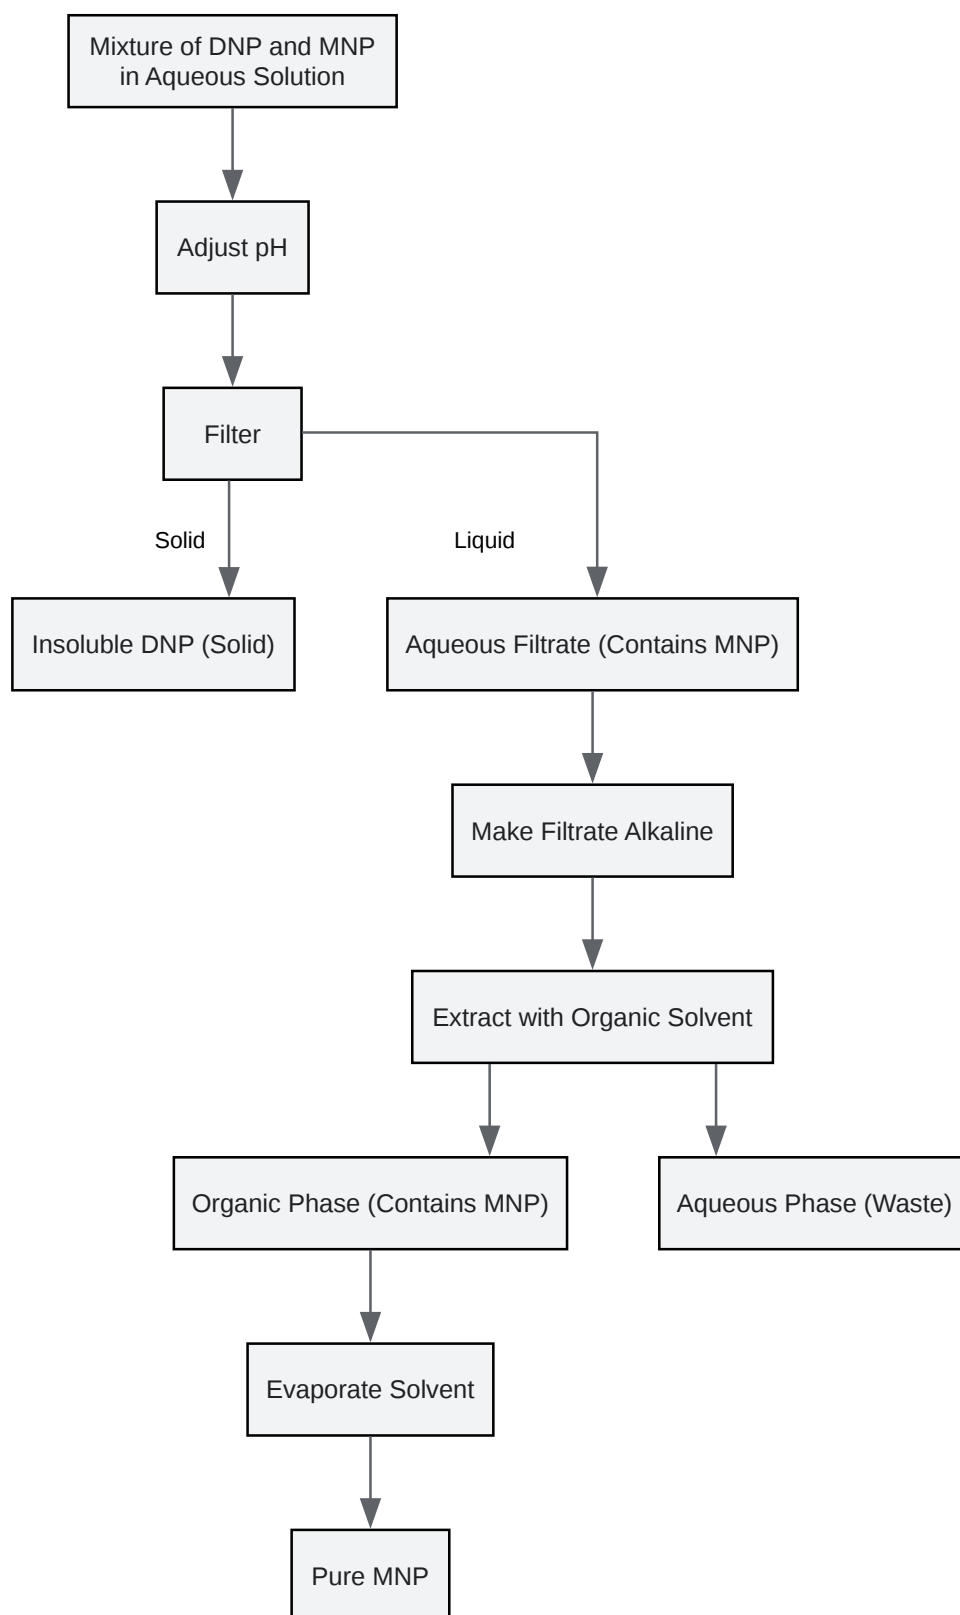 Mixture of DNP and MNP
in Aqueous Solution
Adjust pH
Filter
Solid
Liquid
Insoluble DNP (Solid)
Aqueous Filtrate (Contains MNP)
Make Filtrate Alkaline
Extract with Organic Solvent
Organic Phase (Contains MNP)
Aqueous Phase (Waste)
Evaporate Solvent
Pure MNP